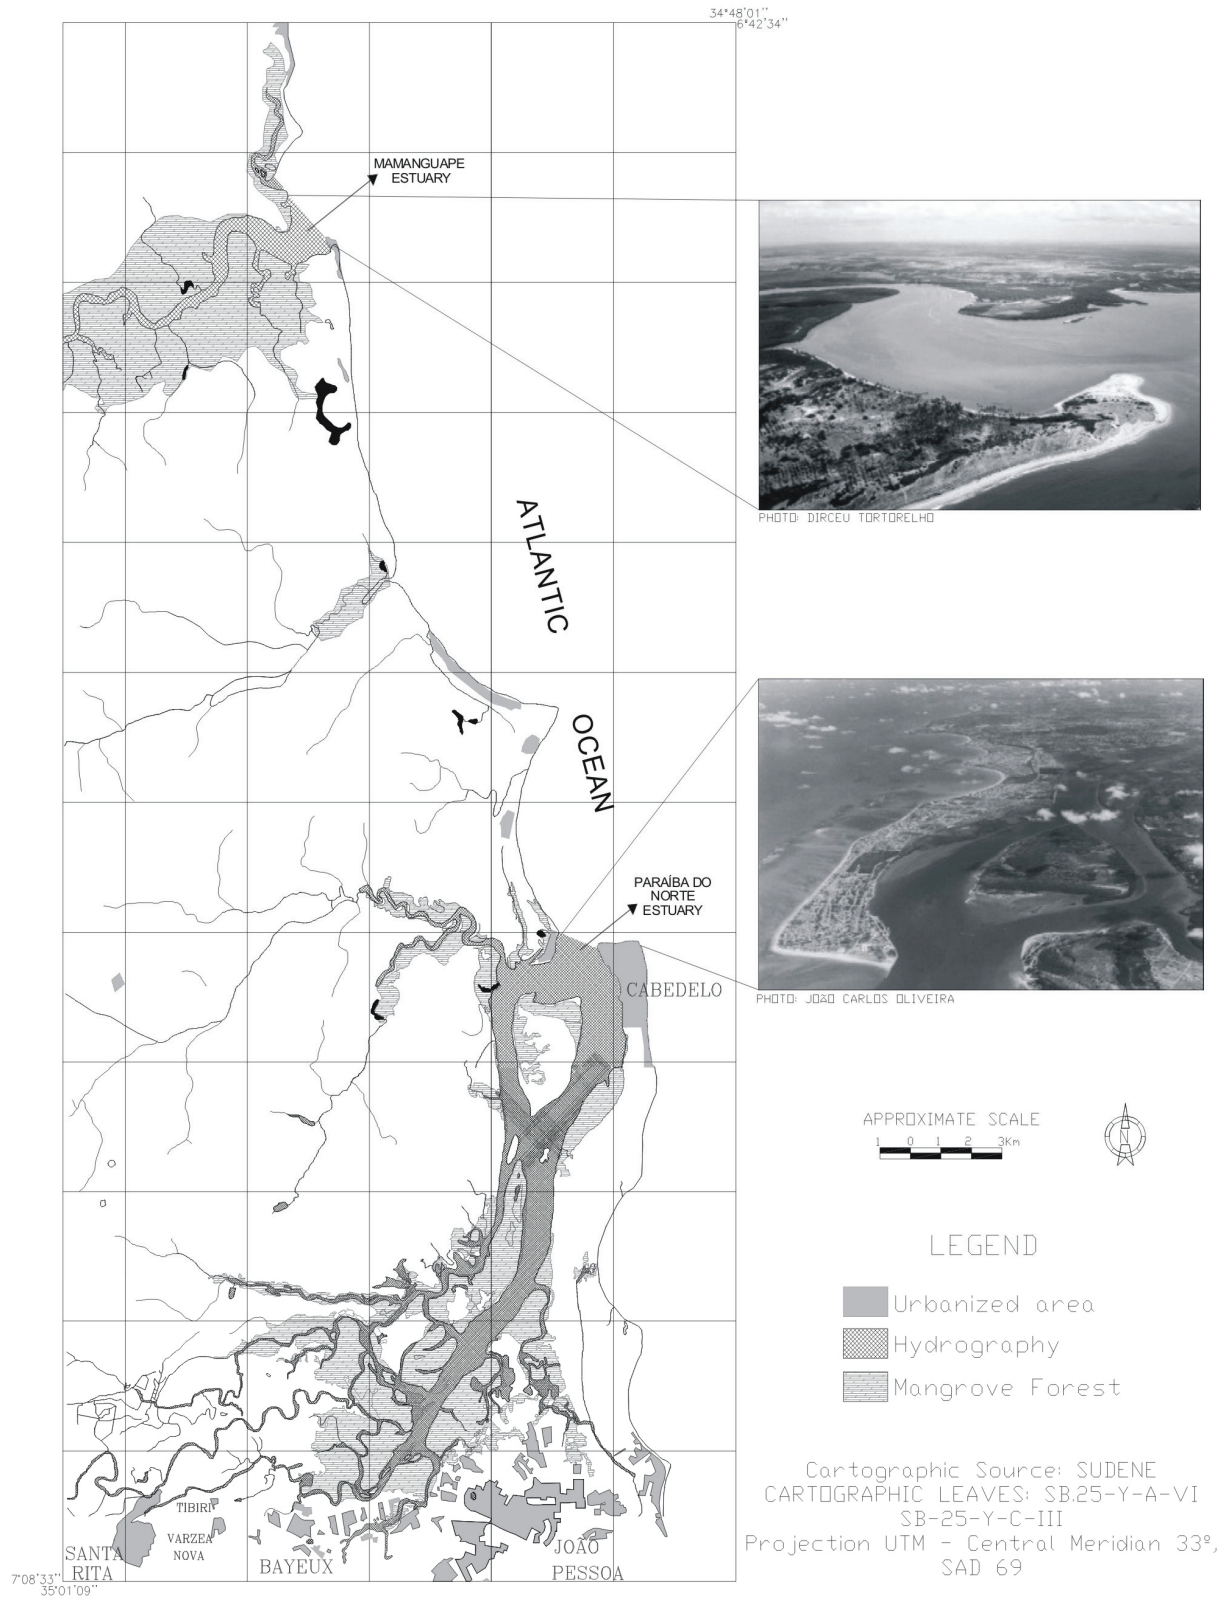 34°48'01"
6°42'34"
MAMANGUAPE
ESTUARY
PHOTO: DIRCEU TORTORELHO
ATLANTIC
OCEAN
PARAÍBA DO
NORTE
ESTUARY
CABEDELO
PHOTO: JOÃO CARLOS OLIVEIRA
APPROXIMATE SCALE
1 0 1 2 3Km
N
LEGEND
Urbanized area
Hydrography
Mangrove Forest
Cartographic Source: SUDENE
CARTOGRAPHIC LEAVES: SB.25-Y-A-VI
SB-25-Y-C-III
Projection UTM - Central Meridian 33º,
SAD 69
TIBIRI
VARZEA
NOVA
SANTA
RITA
BAYEUX
JOÃO
PESSOA
7°08'33"
35°01'09"